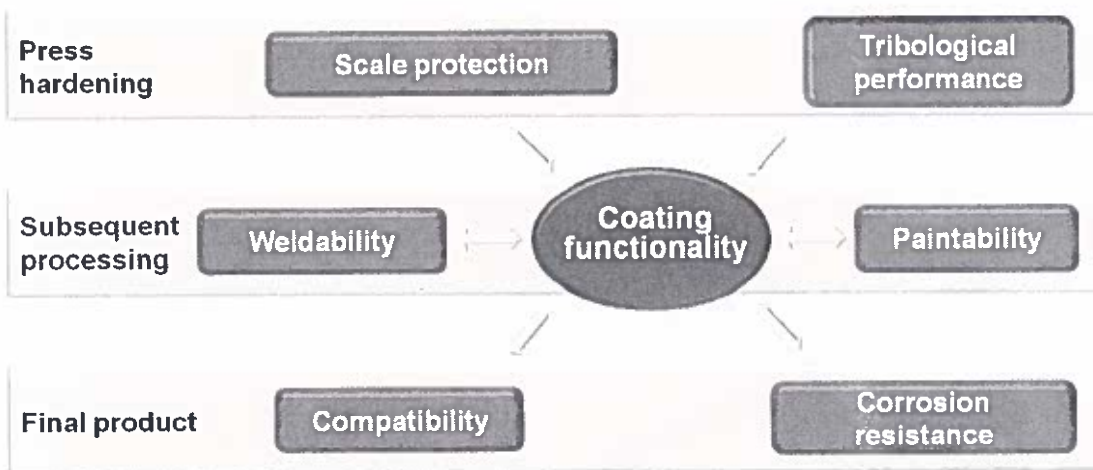 Press
hardening
Scale protection
Tribological
performance
Subsequent
processing
Weldability
Coating
functionality
Paintability
Final product
Compatibility
Corrosion
resistance